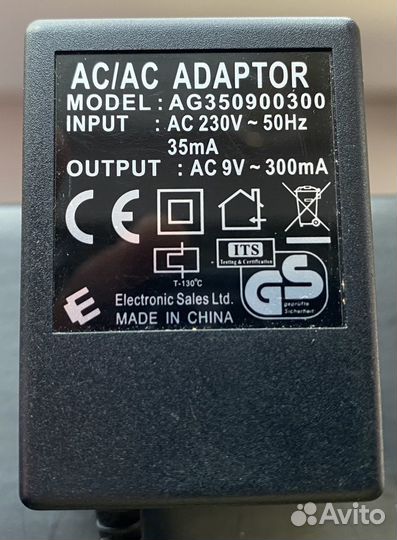 AC/AC ADAPTOR
MODEL : AG350900300
INPUT : AC 230V ~ 50Hz
35mA
OUTPUT : AC 9V ~ 300mA
CE
ITS
Testing & Certification
T-130°C
GS
geprüfte
Sicherheit
E
Electronic Sales Ltd.
MADE IN CHINA
Avito